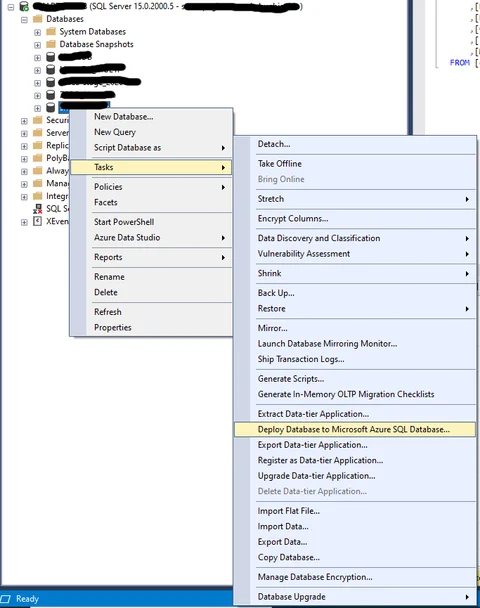 (SQL Server 15.0.2000.5 - s
Databases
System Databases
Database Snapshots
Securi
Server
Replic
PolyBa
Alway
Manag
Integr
SQL Se
XEven
New Database...
New Query
Script Database as
Tasks
Policies
Facets
Start PowerShell
Azure Data Studio
Reports
Rename
Delete
Refresh
Properties
Detach...
Take Offline
Bring Online
Stretch
Encrypt Columns...
Data Discovery and Classification
Vulnerability Assessment
Shrink
Back Up...
Restore
Mirror...
Launch Database Mirroring Monitor...
Ship Transaction Logs...
Generate Scripts...
Generate In-Memory OLTP Migration Checklists
Extract Data-tier Application...
Deploy Database to Microsoft Azure SQL Database...
Export Data-tier Application...
Register as Data-tier Application...
Upgrade Data-tier Application...
Delete Data-tier Application...
Import Flat File...
Import Data...
Export Data...
Copy Database...
Manage Database Encryption...
Database Upgrade
,[
,[
,[
,[
FROM [
Ready